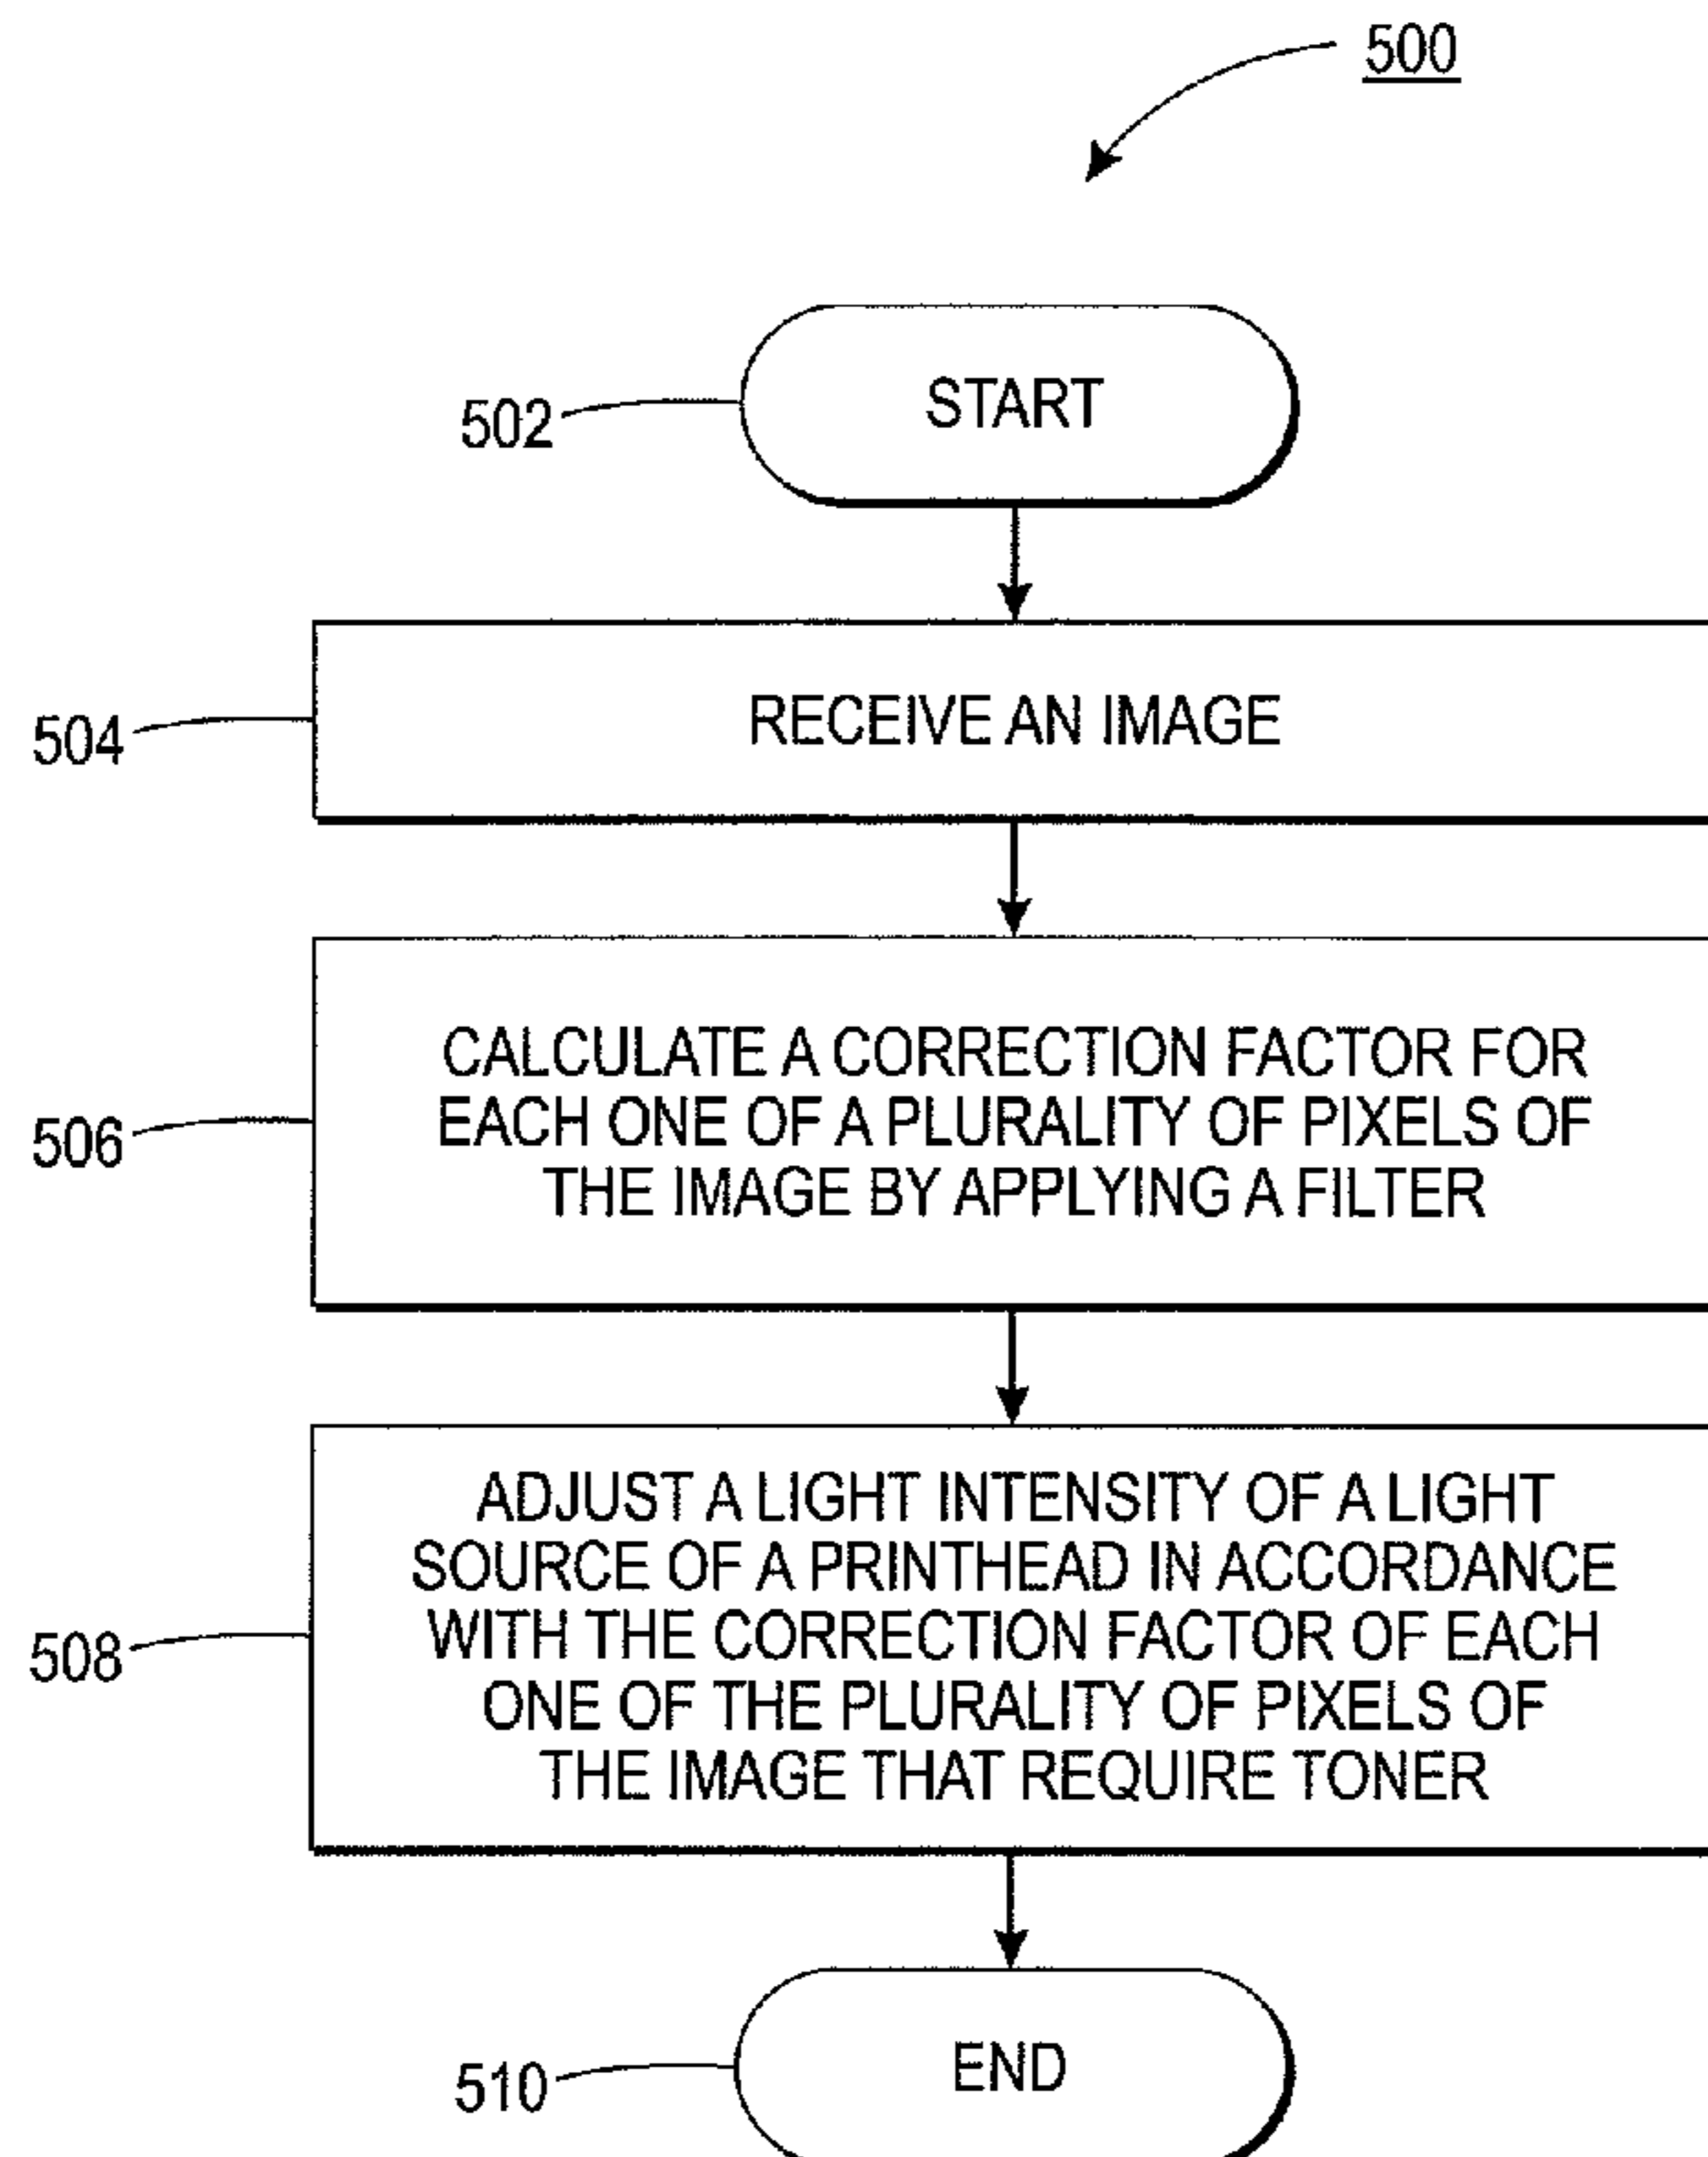 500
502
START
504
RECEIVE AN IMAGE
506
CALCULATE A CORRECTION FACTOR FOR
EACH ONE OF A PLURALITY OF PIXELS OF
THE IMAGE BY APPLYING A FILTER
508
ADJUST A LIGHT INTENSITY OF A LIGHT
SOURCE OF A PRINTHEAD IN ACCORDANCE
WITH THE CORRECTION FACTOR OF EACH
ONE OF THE PLURALITY OF PIXELS OF
THE IMAGE THAT REQUIRE TONER
510
END